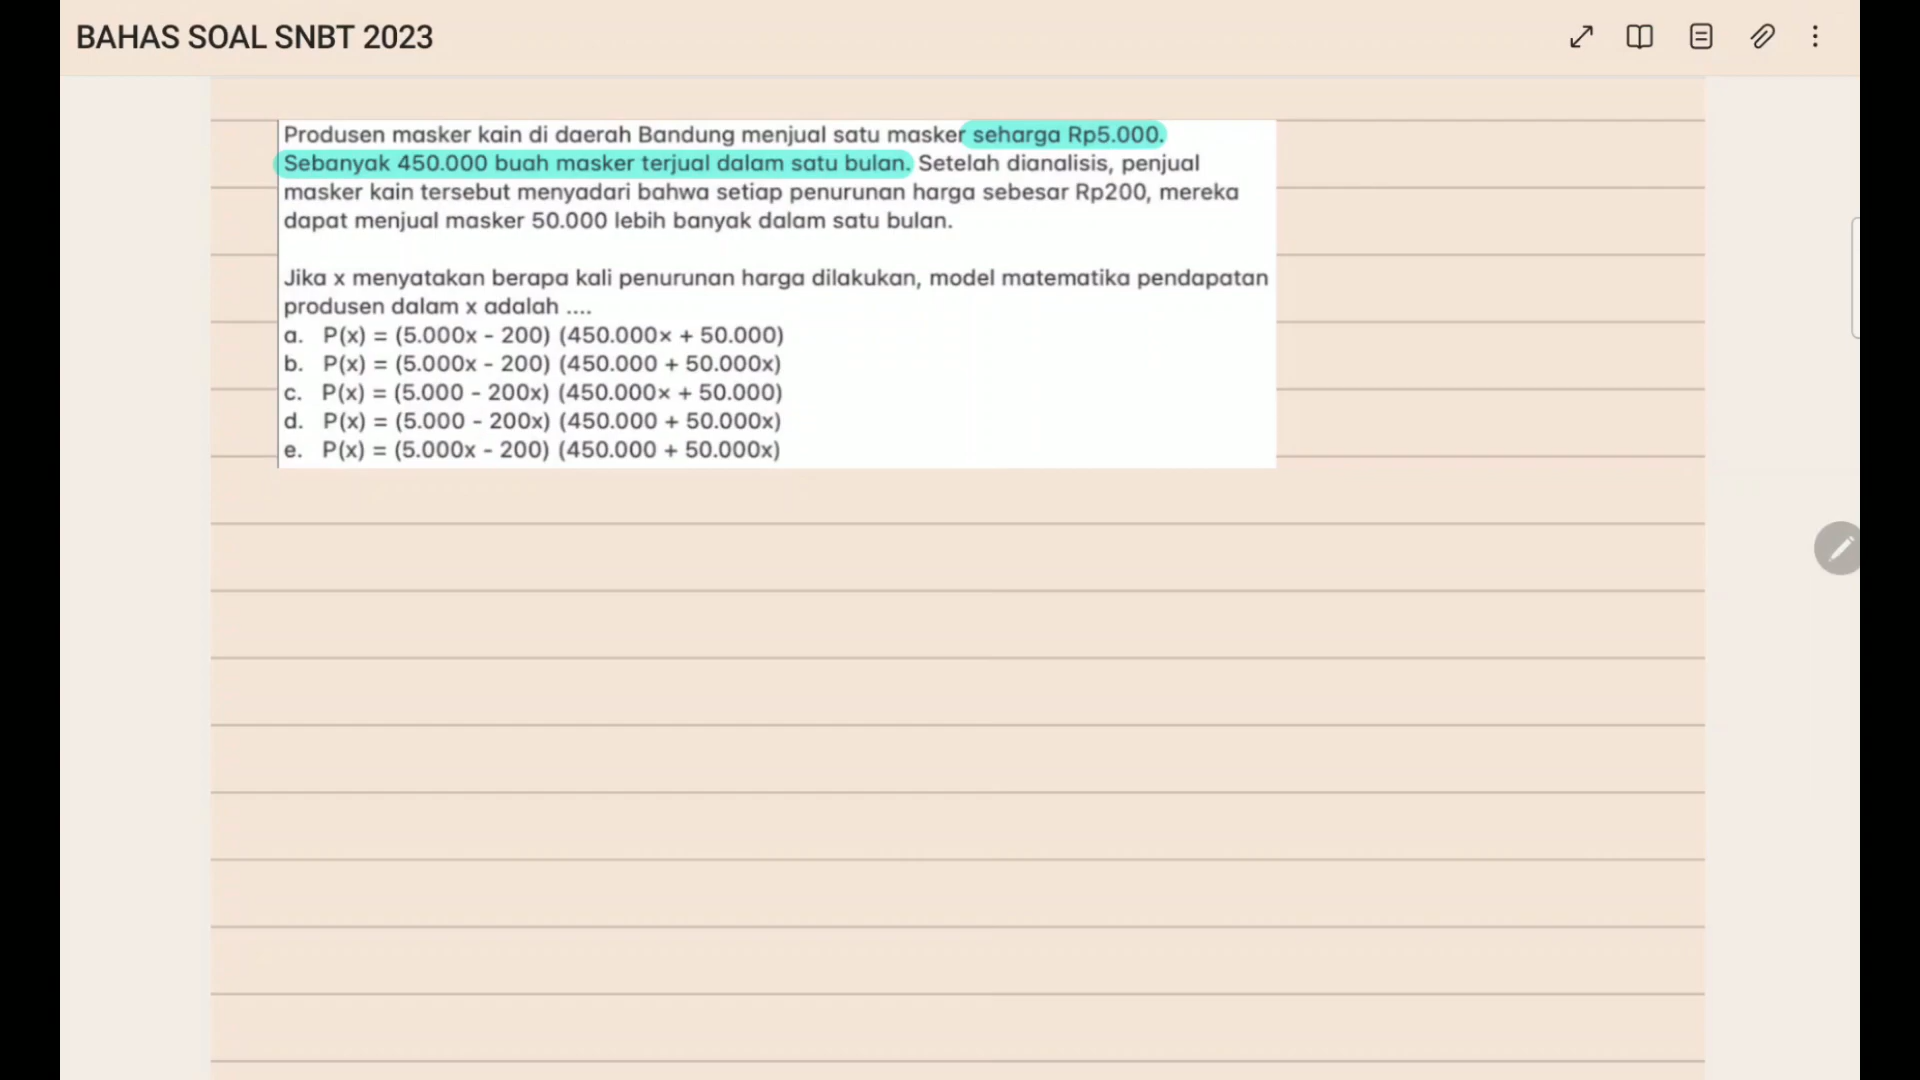 BAHAS SOAL SNBT 2023
Produsen masker kain di daerah Bandung menjual satu masker seharga Rp5.000.
Sebanyak 450.000 buah masker terjual dalam satu bulan. Setelah dianalisis, penjual
masker kain tersebut menyadari bahwa setiap penurunan harga sebesar Rp200, mereka
dapat menjual masker 50.000 lebih banyak dalam satu bulan.
Jika x menyatakan berapa kali penurunan harga dilakukan, model matematika pendapatan
produsen dalam x adalah ....
a. P(x) = (5.000x - 200) (450.000× + 50.000)
b. P(x) = (5.000x - 200) (450.000 + 50.000x)
c. P(x) = (5.000 - 200x) (450.000× + 50.000)
d. P(x) = (5.000 - 200x) (450.000 + 50.000x)
e. P(x) = (5.000x - 200) (450.000 + 50.000x)